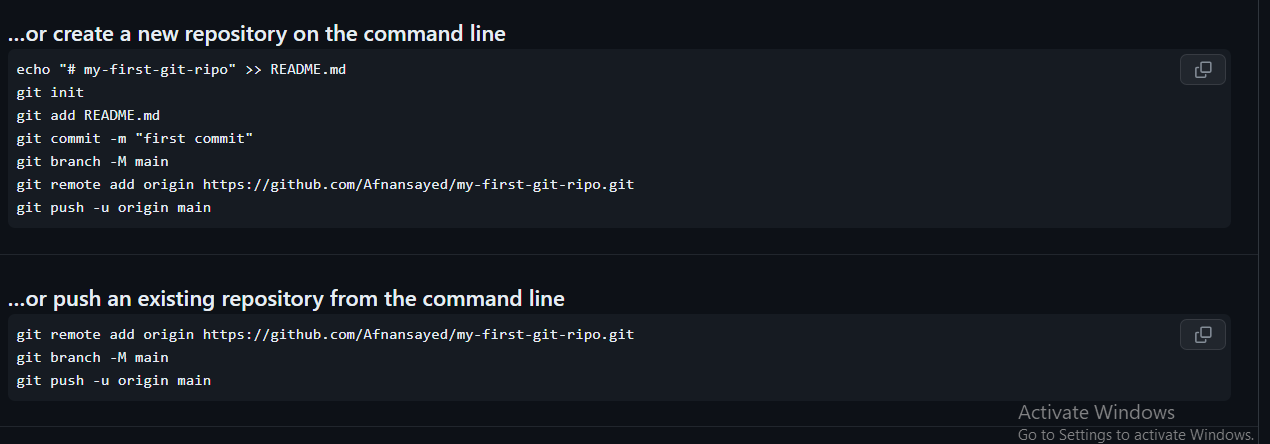 ...or create a new repository on the command line
echo "# my-first-git-ripo" >> README.md
git init
git add README.md
git commit -m "first commit"
git branch -M main
git remote add origin https://github.com/Afnansayed/my-first-git-ripo.git
git push -u origin main
...or push an existing repository from the command line
git remote add origin https://github.com/Afnansayed/my-first-git-ripo.git
git branch -M main
git push -u origin main
Activate Windows
Go to Settings to activate Windows.